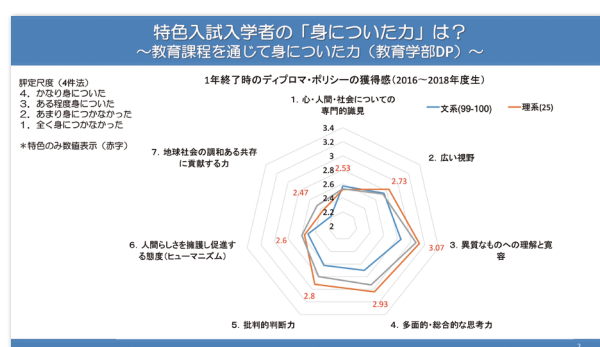 特色入試入学者の「身についた力」は？
～教育課程を通じて身についた力（教育学部DP）～
評定尺度（4件法）
4．かなり身についた
3．ある程度身についた
2．あまり身につかなかった
1．全く身につかなかった
＊特色のみ数値表示（赤字）
1年終了時のディプロマ・ポリシーの獲得感（2016～2018年度生）
文系(99-100)
理系(25)
1．心・人間・社会についての
専門的識見
2．広い視野
3．異質なものへの理解と寛
容
4．多面的・総合的な思考力
5．批判的判断力
6．人間らしさを擁護し促進す
る態度（ヒューマニズム）
7．地球社会の調和ある共存
に貢献する力
3.4
3.2
3
2.8
2.6
2.4
2.2
2
2.53
2.73
3.07
2.93
2.8
2.6
2.47